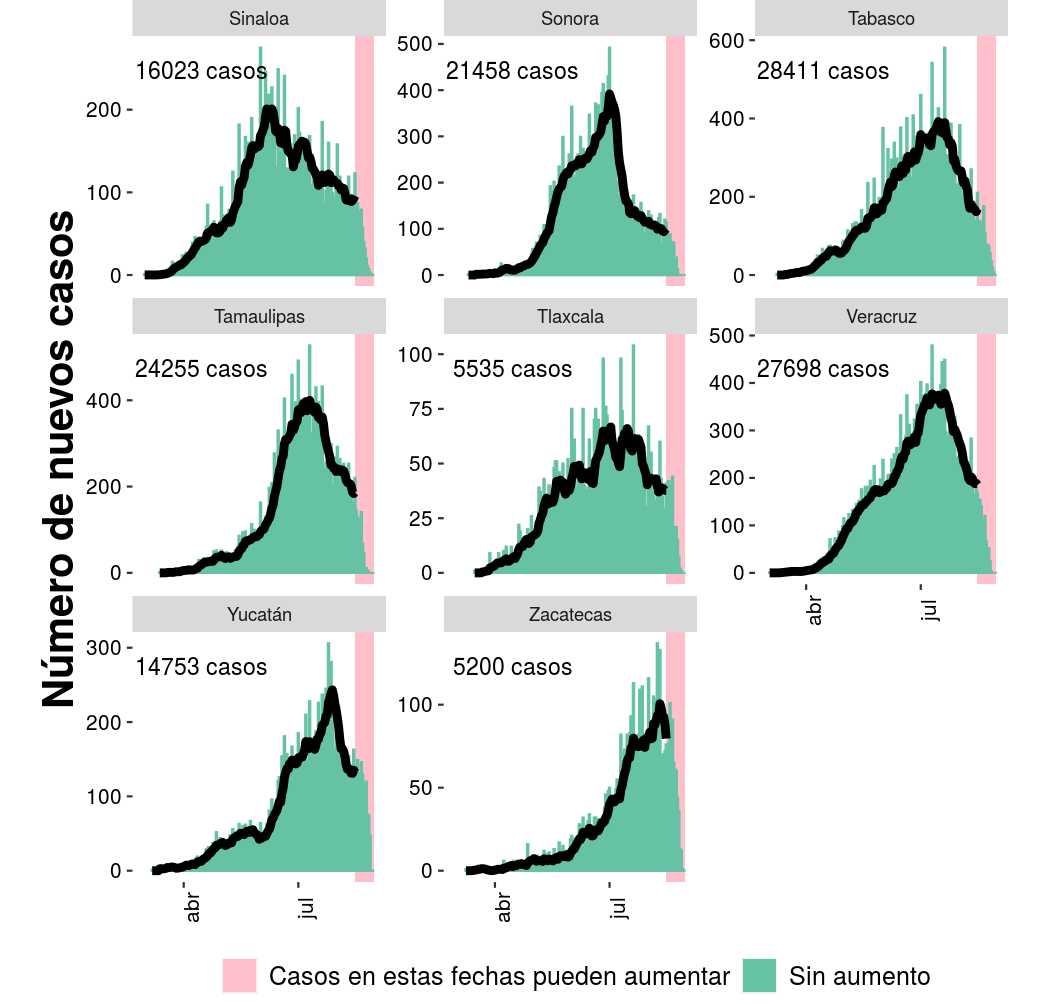 Número de nuevos casos
Sinaloa
16023 casos
200
100
0
Sonora
21458 casos
500
400
300
200
100
0
Tabasco
28411 casos
600
400
200
0
Tamaulipas
24255 casos
400
200
0
Tlaxcala
5535 casos
100
75
50
25
0
Veracruz
27698 casos
500
400
300
200
100
0
abr
jul
Yucatán
14753 casos
300
200
100
0
abr
jul
Zacatecas
5200 casos
100
50
0
abr
jul
Casos en estas fechas pueden aumentar
Sin aumento